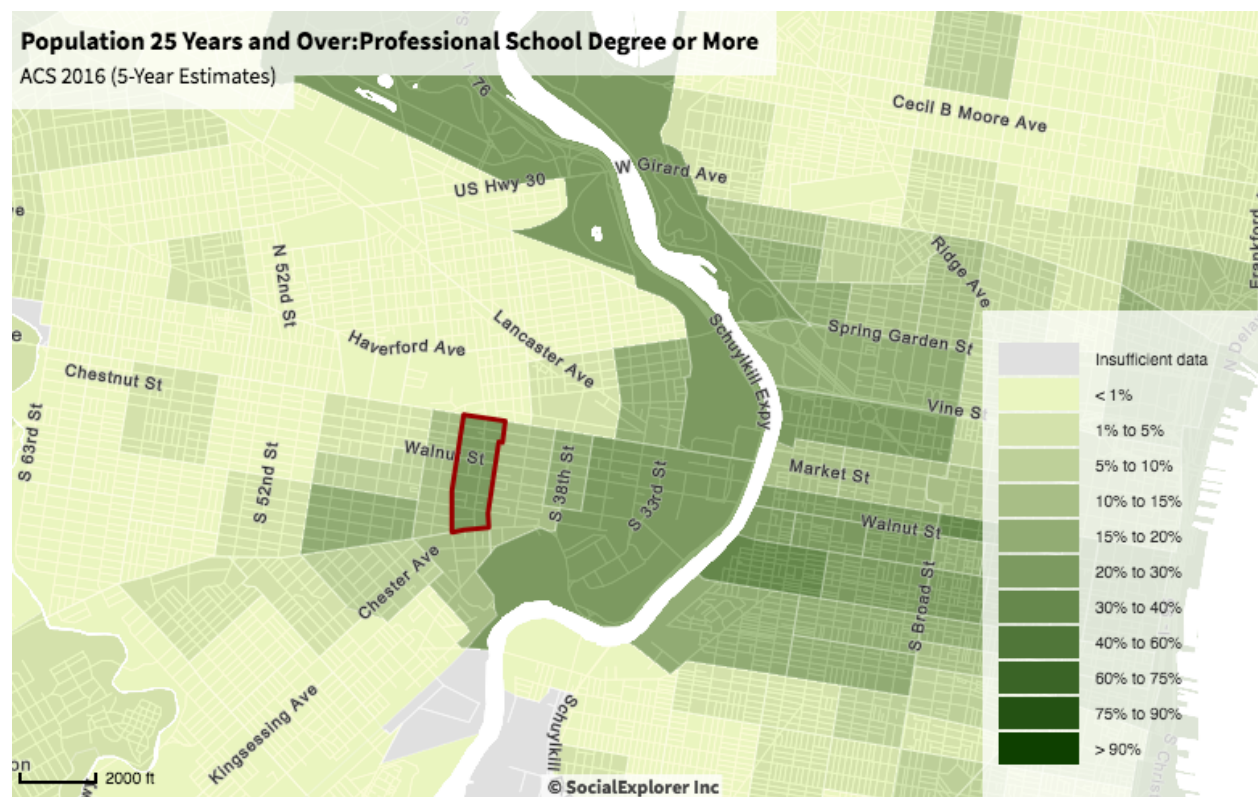 Population 25 Years and Over:Professional School Degree or More
ACS 2016 (5-Year Estimates)
I-76
Cecil B Moore Ave
W Girard Ave
US Hwy 30
N 52nd St
Ridge Ave
Frankford
Haverford Ave
Lancaster Ave
Schuylkill Expy
Spring Garden St
Chestnut St
Vine St
S 63rd St
S 52nd St
Walnut St
S 38th St
S 33rd St
Market St
Walnut St
S Broad St
Chester Ave
Kingsessing Ave
Schuylkill
N Del
S Chris
on
Insufficient data
< 1%
1% to 5%
5% to 10%
10% to 15%
15% to 20%
20% to 30%
30% to 40%
40% to 60%
60% to 75%
75% to 90%
> 90%
2000 ft
© SocialExplorer Inc